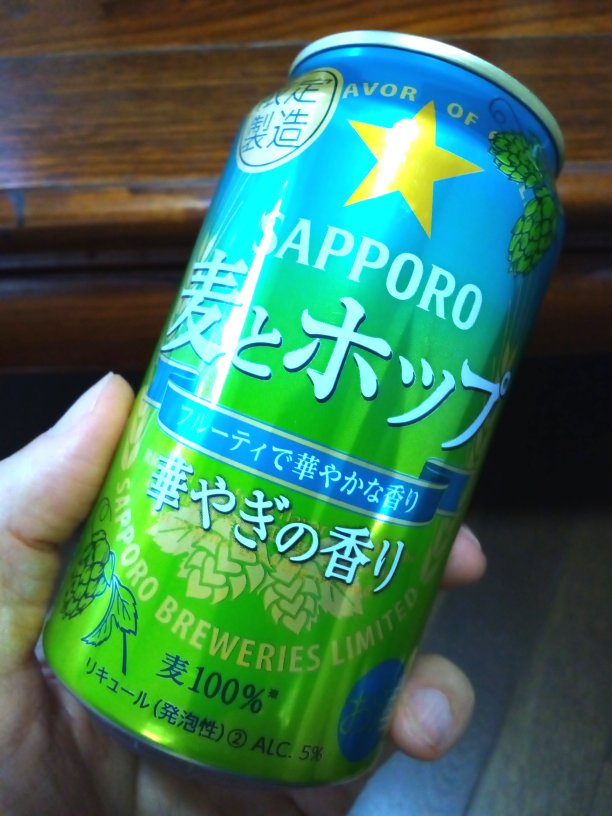 限定
製造
AVOR OF
SAPPORO
麦とホップ
フルーティで華やかな香り
華やぎの香り
SAPPORO BREWERIES LIMITED
麦100%※
リキュール(発泡性)② ALC. 5%
お